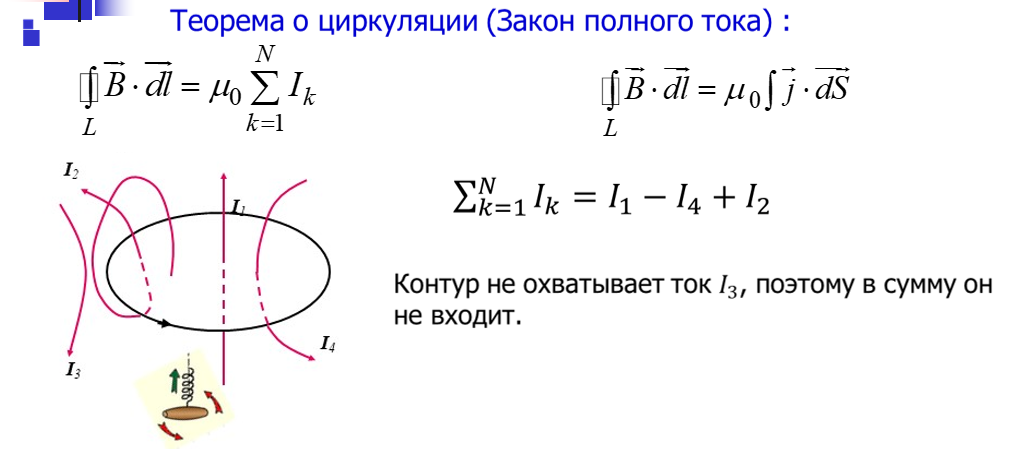 Теорема о циркуляции (Закон полного тока) :
∮_L B⃗ · dl⃗ = μ₀ ∑_{k=1}^{N} I_k
∮_L B⃗ · dl⃗ = μ₀ ∫ j⃗ · dS⃗
I₂
I₁
∑_{k=1}^{N} I_k = I₁ − I₄ + I₂
Контур не охватывает ток I₃, поэтому в сумму он
не входит.
I₄
I₃